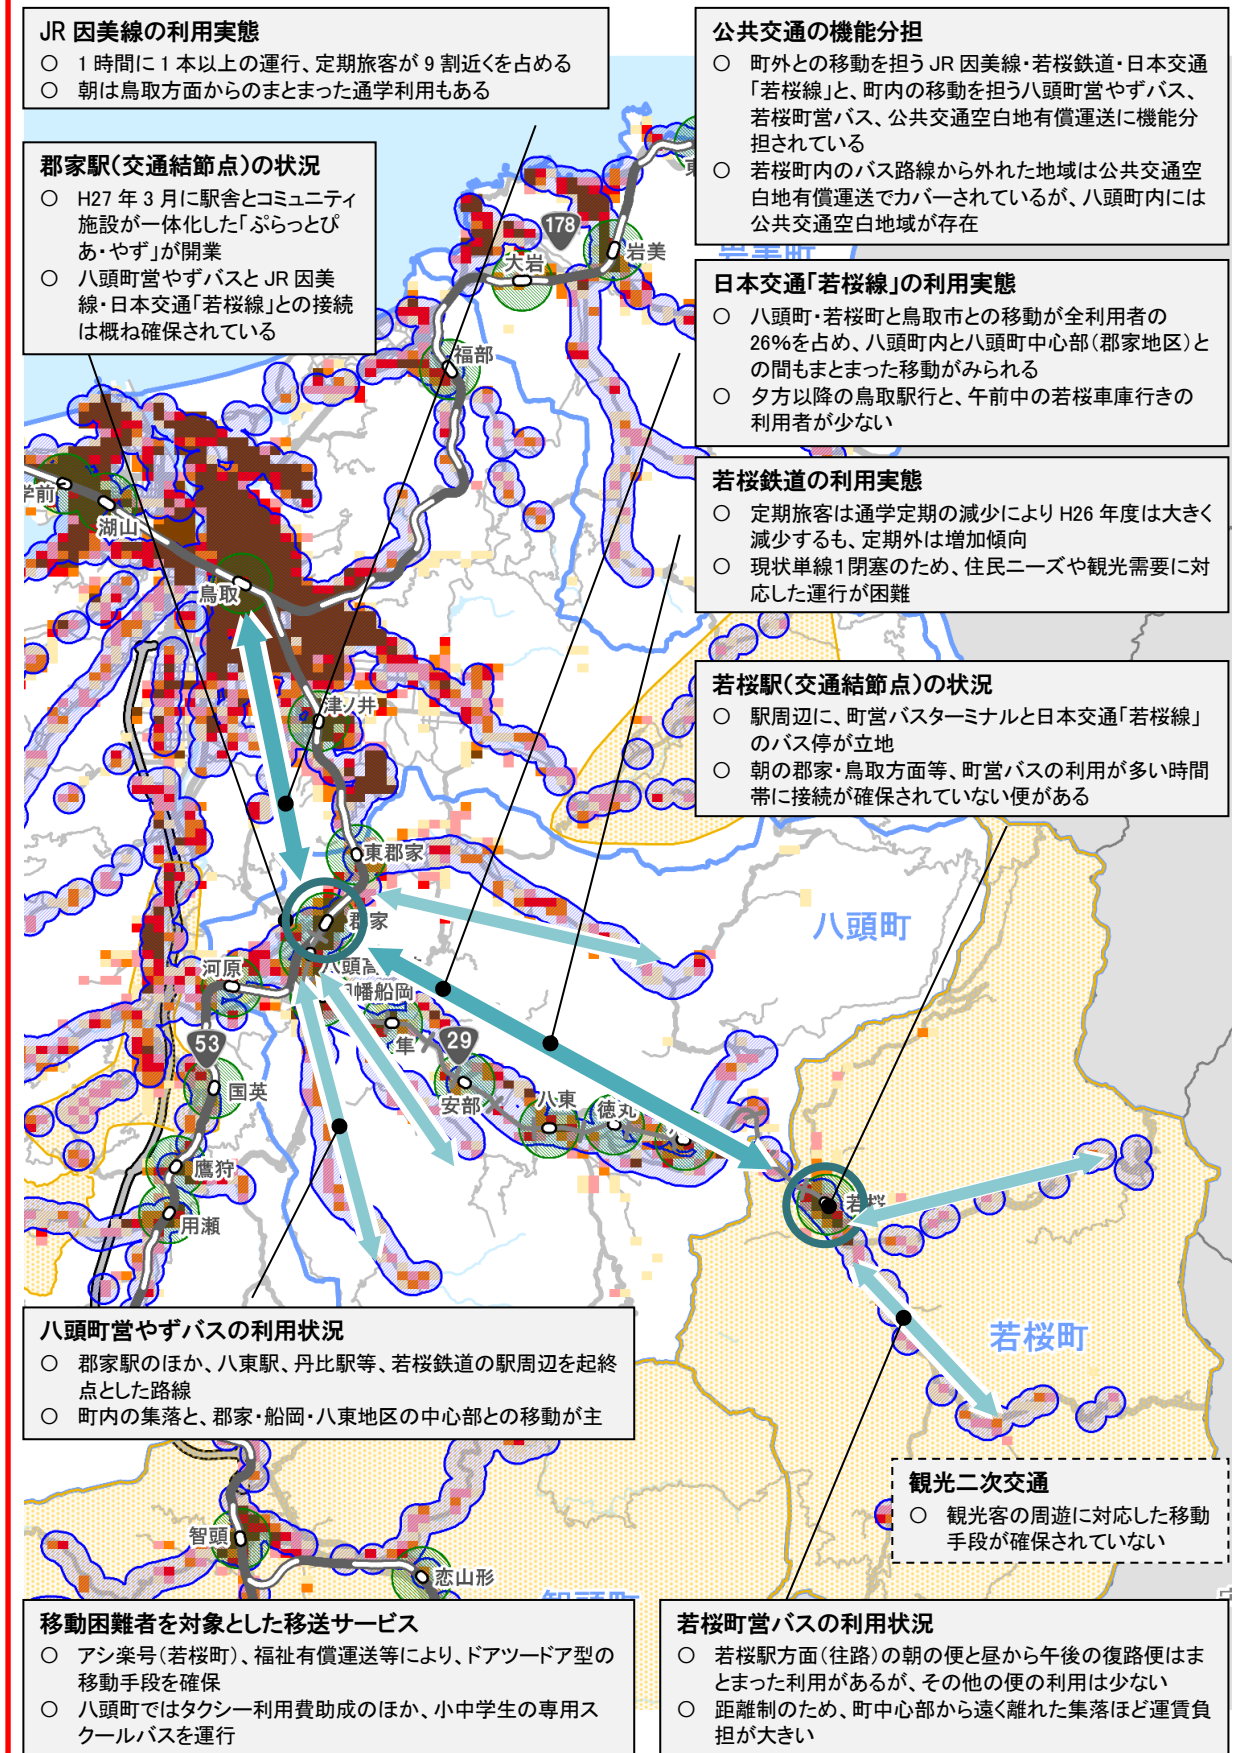 JR 因美線の利用実態
○ 1 時間に 1 本以上の運行、定期旅客が 9 割近くを占める
○ 朝は鳥取方面からのまとまった通学利用もある
公共交通の機能分担
○ 町外との移動を担う JR 因美線・若桜鉄道・日本交通
「若桜線」と、町内の移動を担う八頭町営やずバス、
若桜町営バス、公共交通空白地有償運送に機能分
担されている
○ 若桜町内のバス路線から外れた地域は公共交通空
白地有償運送でカバーされているが、八頭町内には
公共交通空白地域が存在
郡家駅(交通結節点)の状況
○ H27 年 3 月に駅舎とコミュニティ
施設が一体化した「ぷらっとぴ
あ・やず」が開業
○ 八頭町営やずバスと JR 因美
線・日本交通「若桜線」との接続
は概ね確保されている
日本交通「若桜線」の利用実態
○ 八頭町・若桜町と鳥取市との移動が全利用者の
26%を占め、八頭町内と八頭町中心部(郡家地区)と
の間もまとまった移動がみられる
○ 夕方以降の鳥取駅行と、午前中の若桜車庫行きの
利用者が少ない
若桜鉄道の利用実態
○ 定期旅客は通学定期の減少により H26 年度は大きく
減少するも、定期外は増加傾向
○ 現状単線1閉塞のため、住民ニーズや観光需要に対
応した運行が困難
若桜駅(交通結節点)の状況
○ 駅周辺に、町営バスターミナルと日本交通「若桜線」
のバス停が立地
○ 朝の郡家・鳥取方面等、町営バスの利用が多い時間
帯に接続が確保されていない便がある
178
岩美
大岩
岩美町
福部
学前
湖山
鳥取
津ノ井
東郡家
郡家
八頭高
河原
因幡船岡
隼
八頭町
53
29
国英
安部
八東
徳丸
鷹狩
用瀬
若桜
若桜町
八頭町営やずバスの利用状況
○ 郡家駅のほか、八東駅、丹比駅等、若桜鉄道の駅周辺を起終
点とした路線
○ 町内の集落と、郡家・船岡・八東地区の中心部との移動が主
観光二次交通
○ 観光客の周遊に対応した移動
手段が確保されていない
智頭
恋山形
智頭町
移動困難者を対象とした移送サービス
○ アシ楽号(若桜町)、福祉有償運送等により、ドアツードア型の
移動手段を確保
○ 八頭町ではタクシー利用費助成のほか、小中学生の専用ス
クールバスを運行
若桜町営バスの利用状況
○ 若桜駅方面(往路)の朝の便と昼から午後の復路便はま
とまった利用があるが、その他の便の利用は少ない
○ 距離制のため、町中心部から遠く離れた集落ほど運賃負
担が大きい